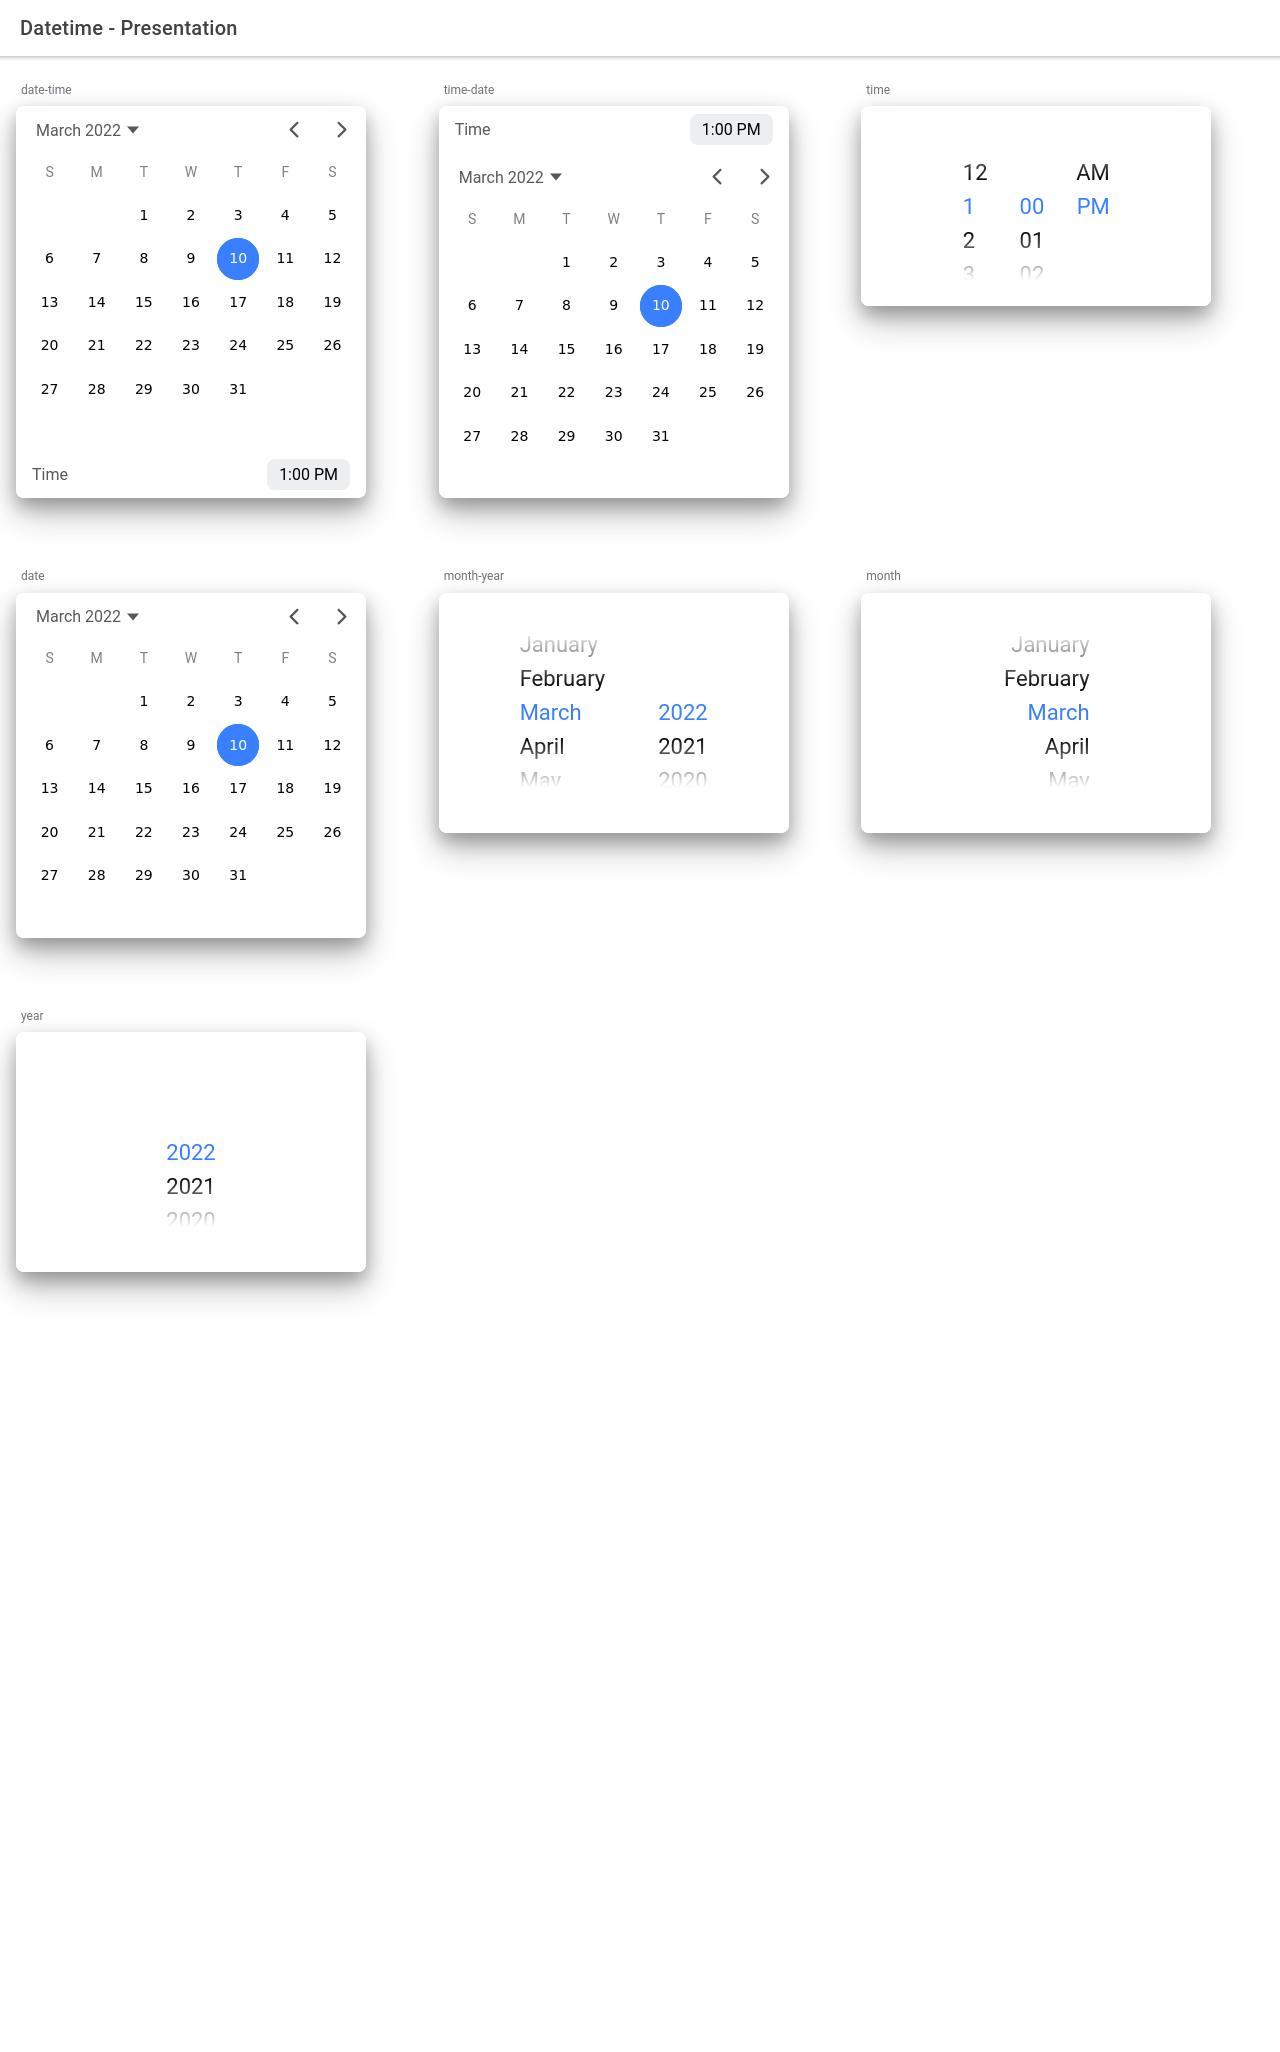 Datetime - Presentation
date-time
March 2022
S M T W T F S
1 2 3 4 5
6 7 8 9 10 11 12
13 14 15 16 17 18 19
20 21 22 23 24 25 26
27 28 29 30 31
Time 1:00 PM
time-date
Time 1:00 PM
March 2022
S M T W T F S
1 2 3 4 5
6 7 8 9 10 11 12
13 14 15 16 17 18 19
20 21 22 23 24 25 26
27 28 29 30 31
time
12 AM
1 00 PM
2 01
3 02
date
March 2022
S M T W T F S
1 2 3 4 5
6 7 8 9 10 11 12
13 14 15 16 17 18 19
20 21 22 23 24 25 26
27 28 29 30 31
month-year
January
February
March 2022
April 2021
May 2020
month
January
February
March
April
May
year
2022
2021
2020